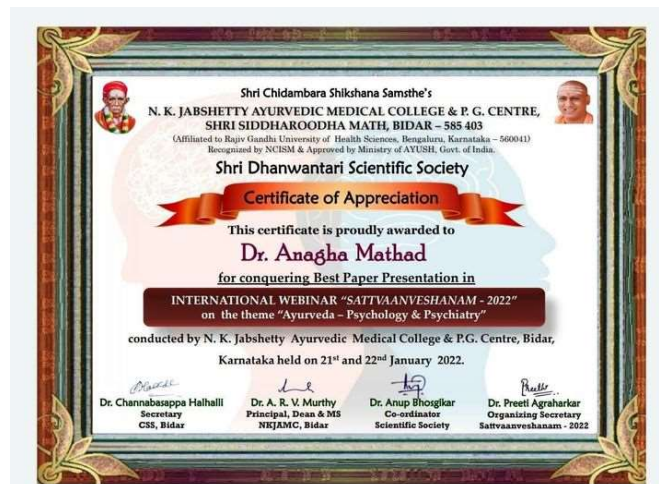 Shri Chidambara Shikshana Samsthe's
N. K. JABSHETTY AYURVEDIC MEDICAL COLLEGE & P. G. CENTRE,
SHRI SIDDHAROODHA MATH, BIDAR – 585 403
(Affiliated to Rajiv Gandhi University of Health Sciences, Bengaluru, Karnataka – 560041)
Recognized by NCISM & Approved by Ministry of AYUSH, Govt. of India.
Shri Dhanwantari Scientific Society
Certificate of Appreciation
This certificate is proudly awarded to
Dr. Anagha Mathad
for conquering Best Paper Presentation in
INTERNATIONAL WEBINAR "SATTVAANVESHANAM - 2022"
on the theme "Ayurveda – Psychology & Psychiatry"
conducted by N. K. Jabshetty Ayurvedic Medical College & P.G. Centre, Bidar,
Karnataka held on 21st and 22nd January 2022.
Dr. Channabasappa Halhalli
Secretary
CSS, Bidar
Dr. A. R. V. Murthy
Principal, Dean & MS
NKJAMC, Bidar
Dr. Anup Bhosgikar
Co-ordinator
Scientific Society
Preethi
Dr. Preeti Agraharkar
Organizing Secretary
Sattvaanveshanam - 2022